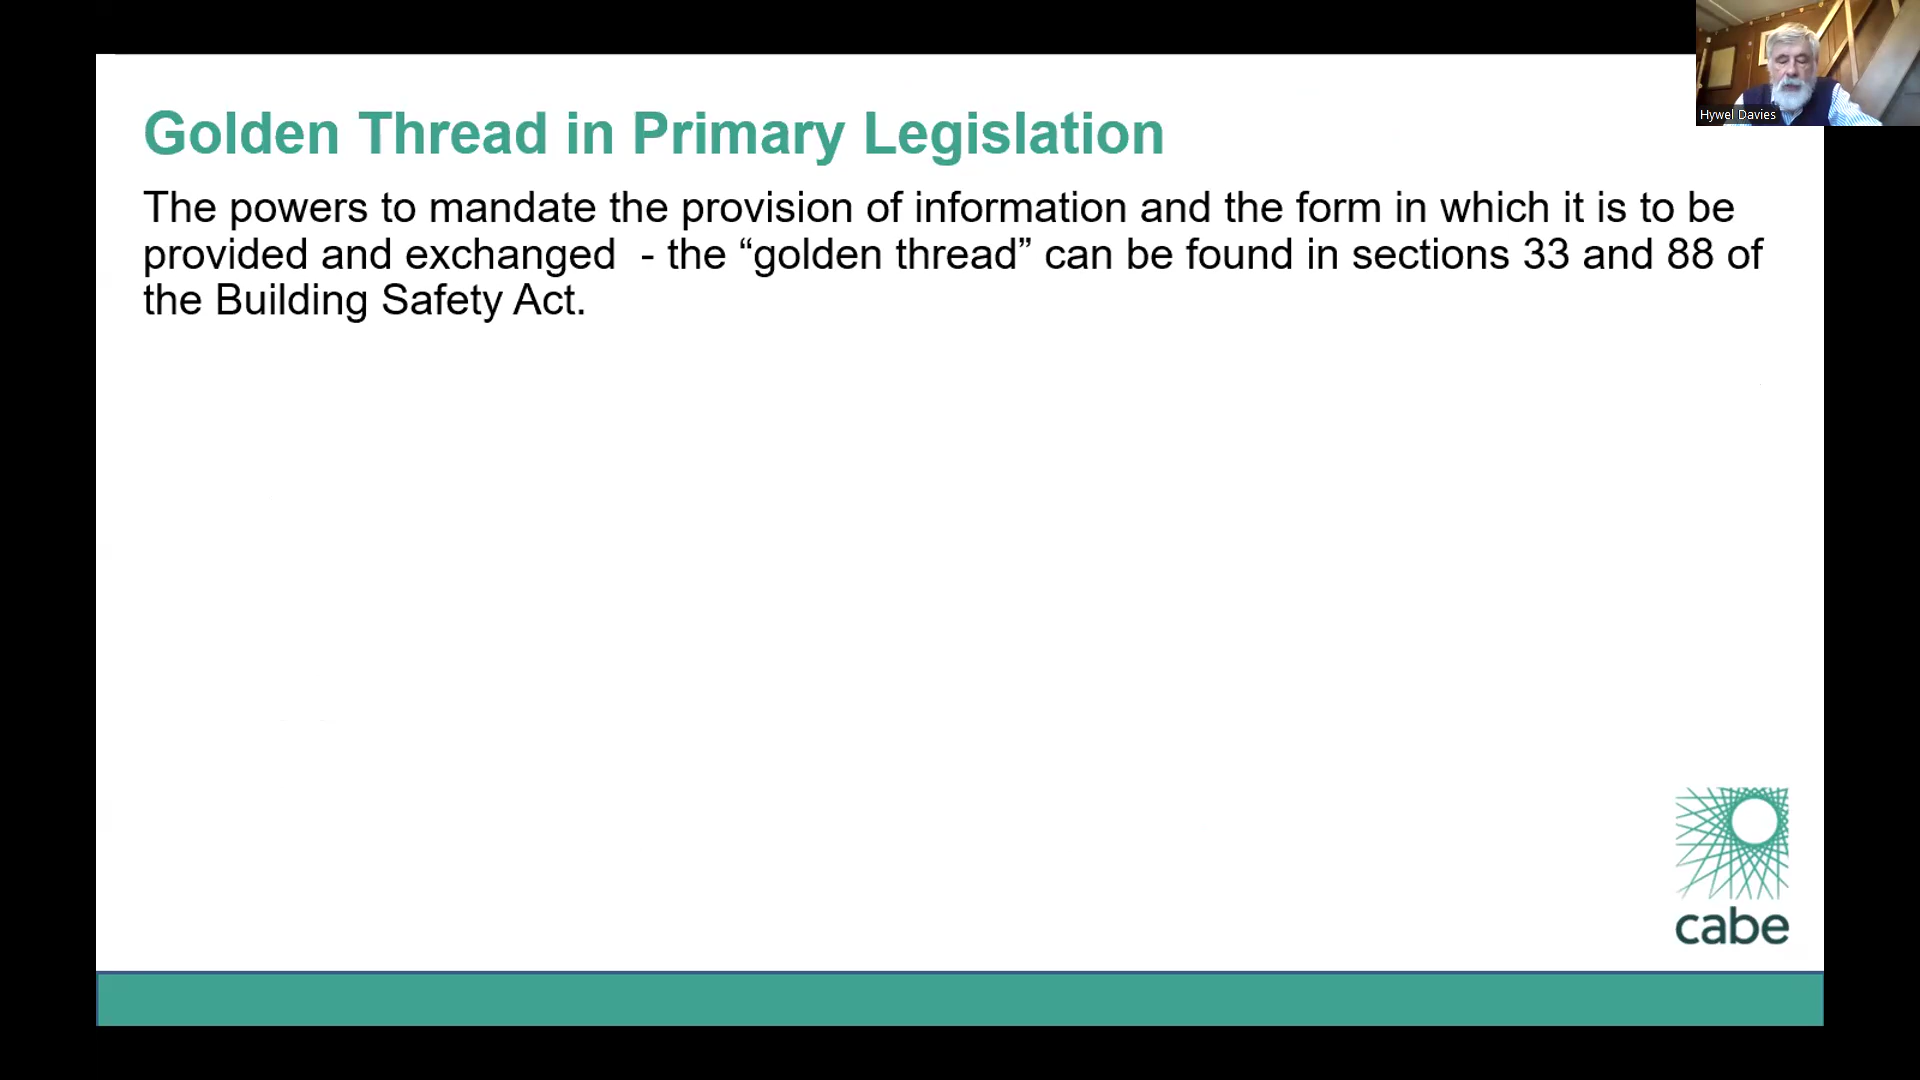 Golden Thread in Primary Legislation
The powers to mandate the provision of information and the form in which it is to be
provided and exchanged  - the “golden thread” can be found in sections 33 and 88 of
the Building Safety Act.
Hywel Davies
cabe